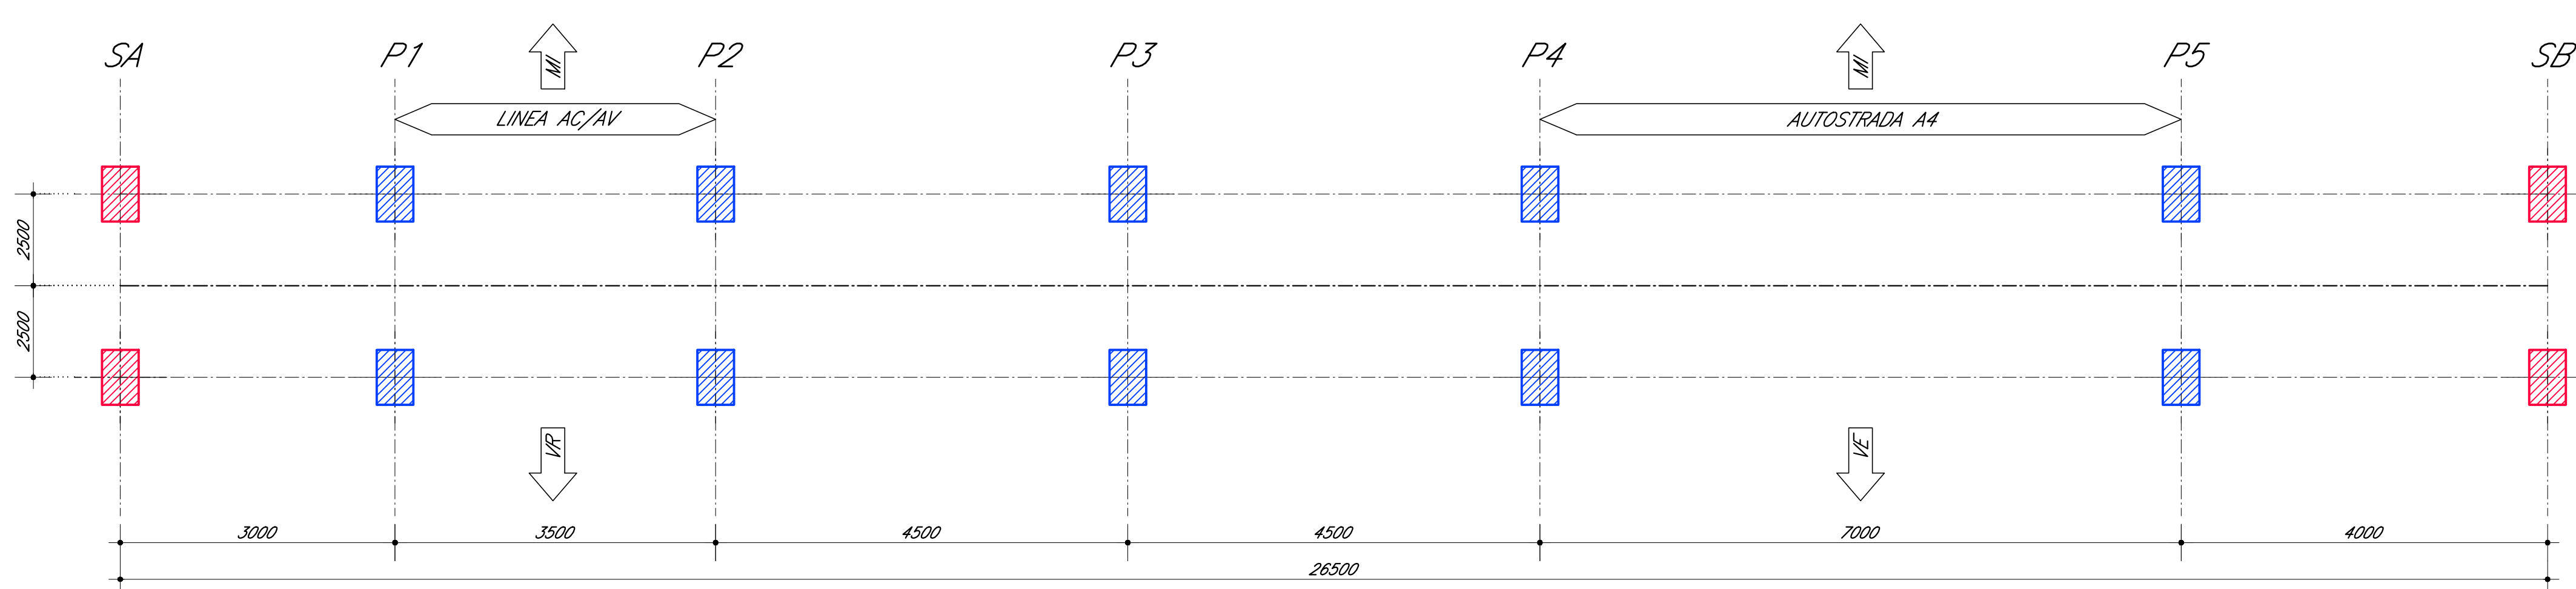 SA P1 MI P2 P3 P4 MI P5 SB
LINEA AC/AV AUTOSTRADA A4
2500
2500
VR VE
3000 3500 4500 4500 7000 4000
26500